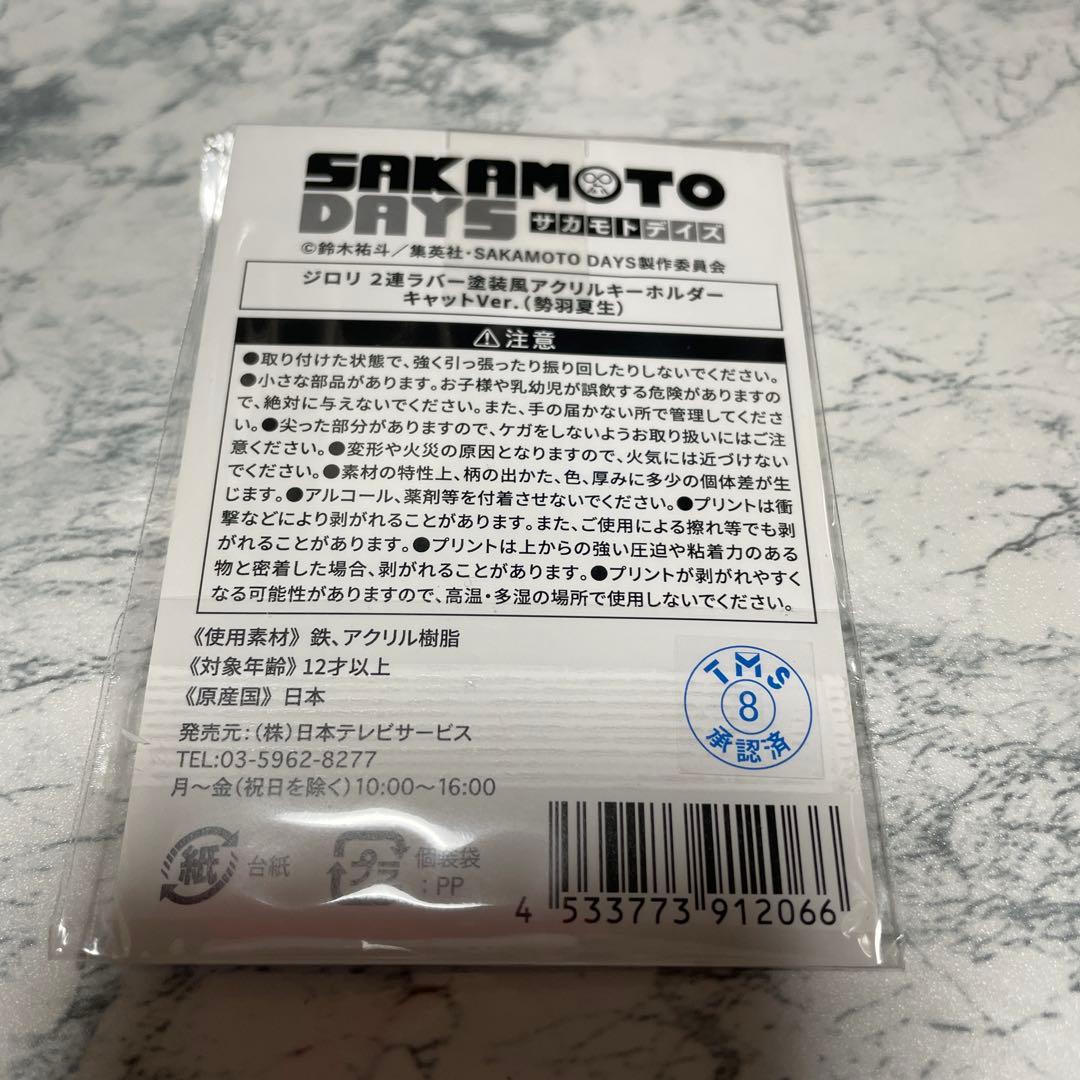 SAKAMOTO
DAYS サカモトデイズ
©鈴木祐斗／集英社・SAKAMOTO DAYS製作委員会
ジロリ 2連ラバー塗装風アクリルキーホルダー
キャットVer.（勢羽夏生）
⚠注意
●取り付けた状態で、強く引っ張ったり振り回したりしないでください。
●小さな部品があります。お子様や乳幼児が誤飲する危険がありますの
で、絶対に与えないでください。また、手の届かない所で管理してくださ
い。●尖った部分がありますので、ケガをしないようお取り扱いにはご注
意ください。●変形や火災の原因となりますので、火気には近づけない
でください。●素材の特性上、柄の出かた、色、厚みに多少の個体差が生
じます。●アルコール、薬剤等を付着させないでください。●プリントは衝
撃などにより剥がれることがあります。また、ご使用による擦れ等でも剥
がれることがあります。●プリントは上からの強い圧迫や粘着力のある
物と密着した場合、剥がれることがあります。●プリントが剥がれやすく
なる可能性がありますので、高温・多湿の場所で使用しないでください。
《使用素材》 鉄、アクリル樹脂
《対象年齢》 12才以上
《原産国》 日本
発売元：（株）日本テレビサービス
TEL:03-5962-8277
月～金（祝日を除く）10:00～16:00
TMS
8
承認済
紙 台紙
プラ 個装袋
：PP
4 533773 912066